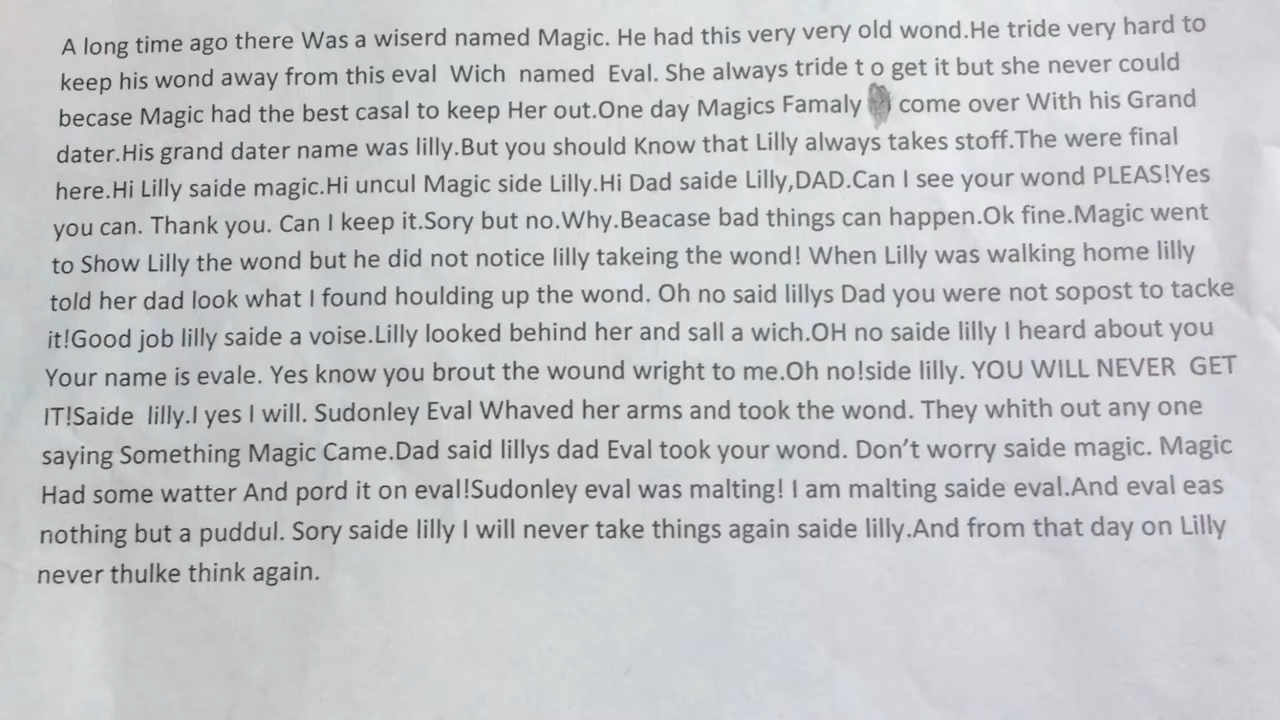 A long time ago there Was a wiserd named Magic. He had this very very old wond.He tride very hard to
keep his wond away from this eval Wich named Eval. She always tride t o get it but she never could
becase Magic had the best casal to keep Her out.One day Magics Famaly come over With his Grand
dater.His grand dater name was lilly.But you should Know that Lilly always takes stoff.The were final
here.Hi Lilly saide magic.Hi uncul Magic side Lilly.Hi Dad saide Lilly,DAD.Can I see your wond PLEAS!Yes
you can. Thank you. Can I keep it.Sory but no.Why.Beacase bad things can happen.Ok fine.Magic went
to Show Lilly the wond but he did not notice lilly takeing the wond! When Lilly was walking home lilly
told her dad look what I found houlding up the wond. Oh no said lillys Dad you were not sopost to tacke
it!Good job lilly saide a voise.Lilly looked behind her and sall a wich.OH no saide lilly I heard about you
Your name is evale. Yes know you brout the wound wright to me.Oh no!side lilly. YOU WILL NEVER GET
IT!Saide lilly.I yes I will. Sudonley Eval Whaved her arms and took the wond. They whith out any one
saying Something Magic Came.Dad said lillys dad Eval took your wond. Don’t worry saide magic. Magic
Had some watter And pord it on eval!Sudonley eval was malting! I am malting saide eval.And eval eas
nothing but a puddul. Sory saide lilly I will never take things again saide lilly.And from that day on Lilly
never thulke think again.